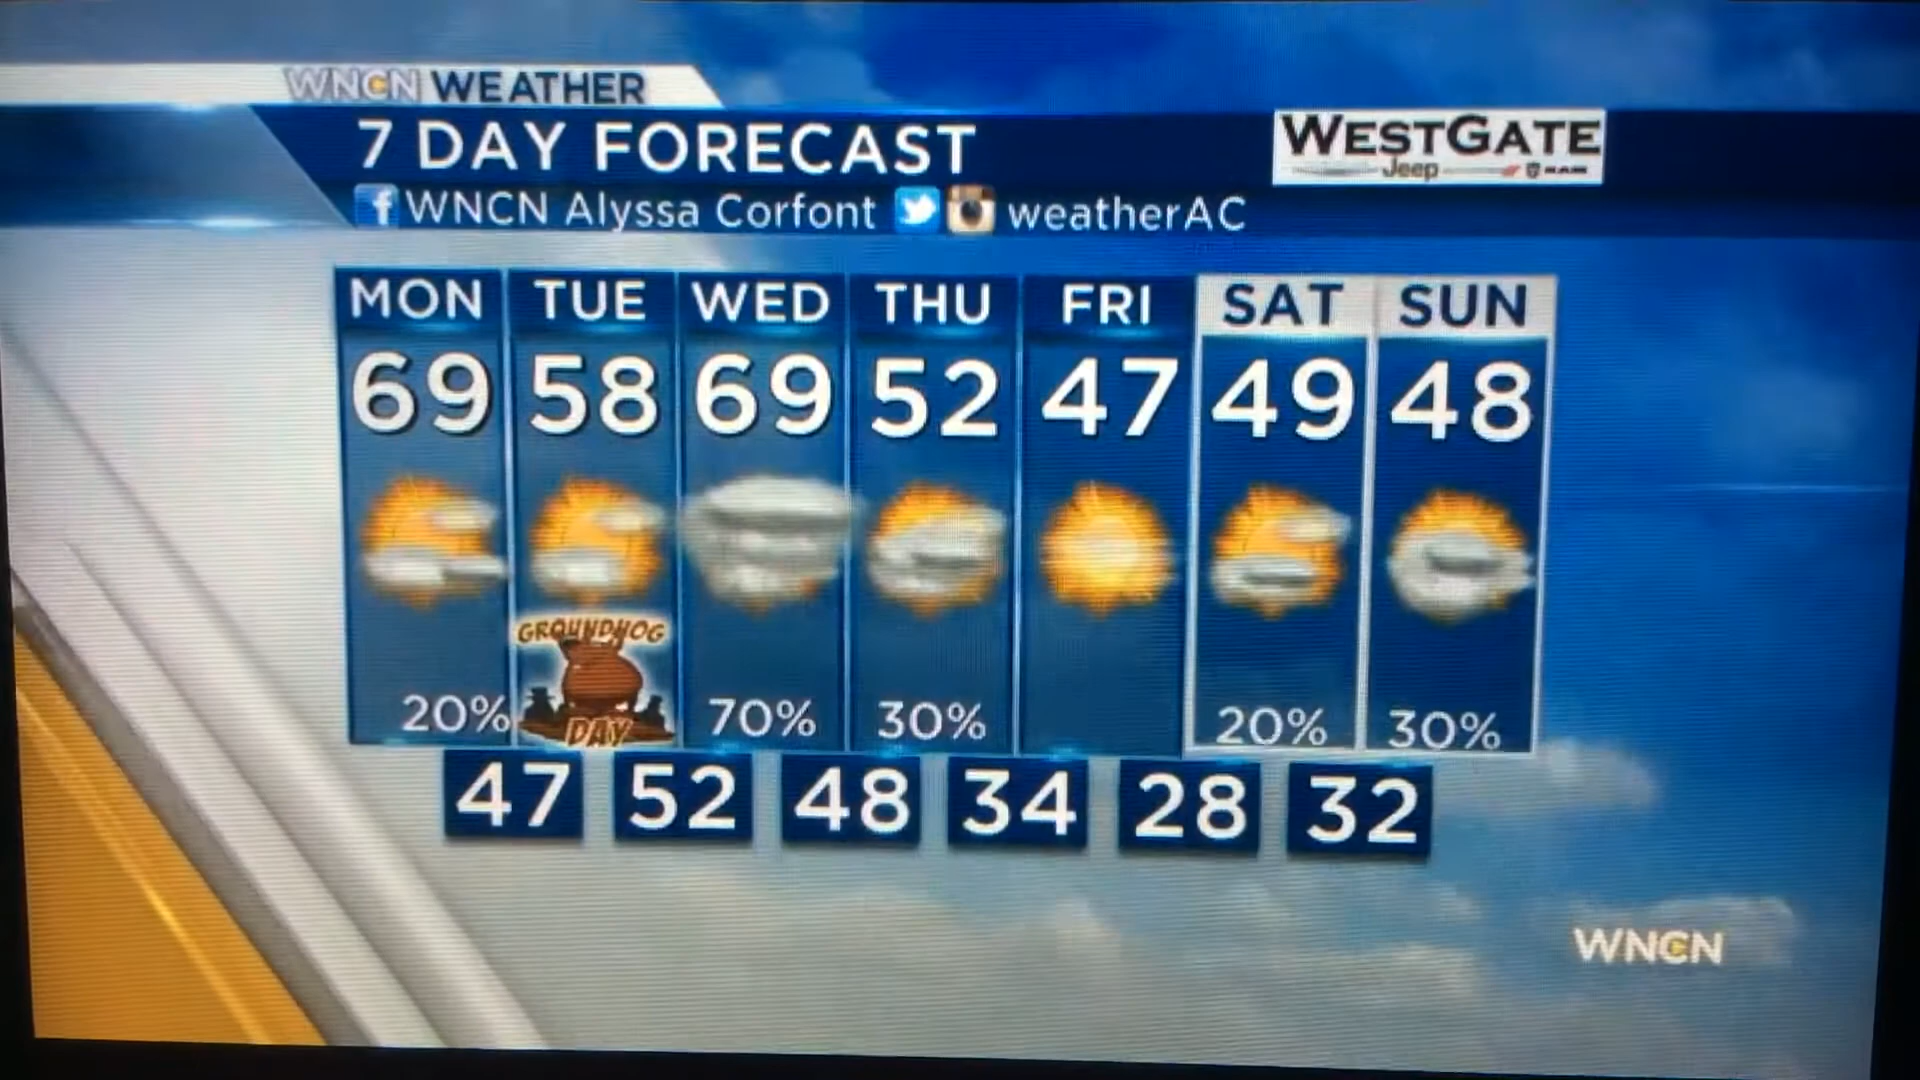 WNCN WEATHER
7 DAY FORECAST
WESTGATE
Jeep RAM
WNCN Alyssa Corfont weatherAC
MON TUE WED THU FRI SAT SUN
69 58 69 52 47 49 48
GROUNDHOG
DAY
20% 70% 30% 20% 30%
47 52 48 34 28 32
WNCN